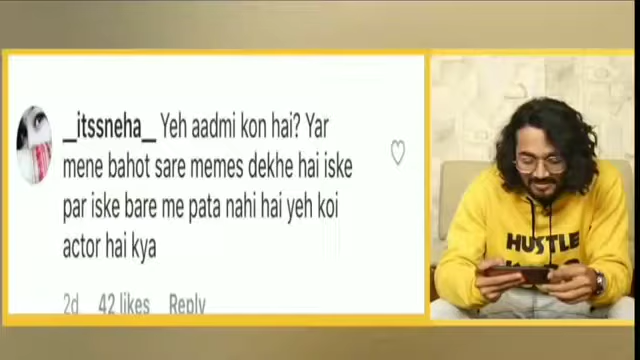 __itssneha__ Yeh aadmi kon hai? Yar
mene bahot sare memes dekhe hai iske
par iske bare me pata nahi hai yeh koi
actor hai kya
2d 42 likes Reply
HUSTLE